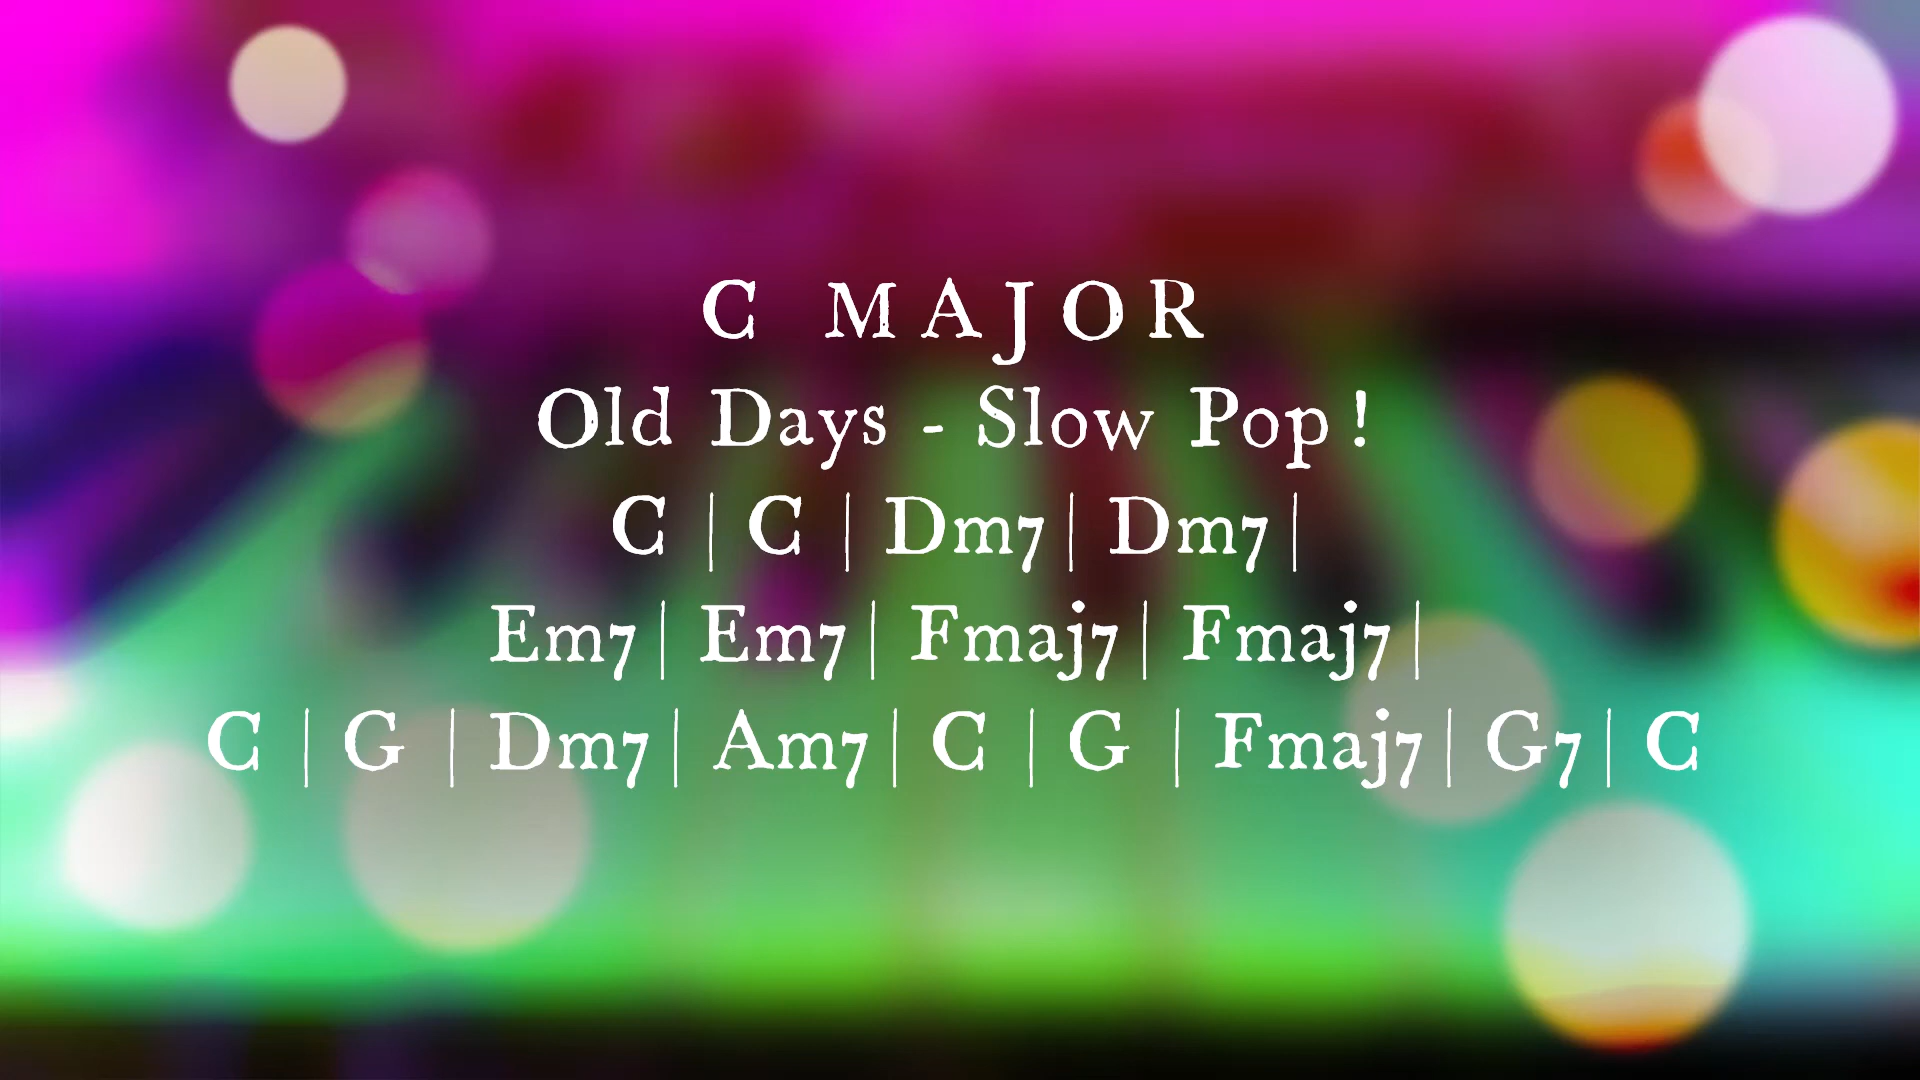 C MAJOR
Old Days - Slow Pop !
C | C | Dm7 | Dm7 |
Em7 | Em7 | Fmaj7 | Fmaj7 |
C | G | Dm7 | Am7 | C | G | Fmaj7 | G7 | C